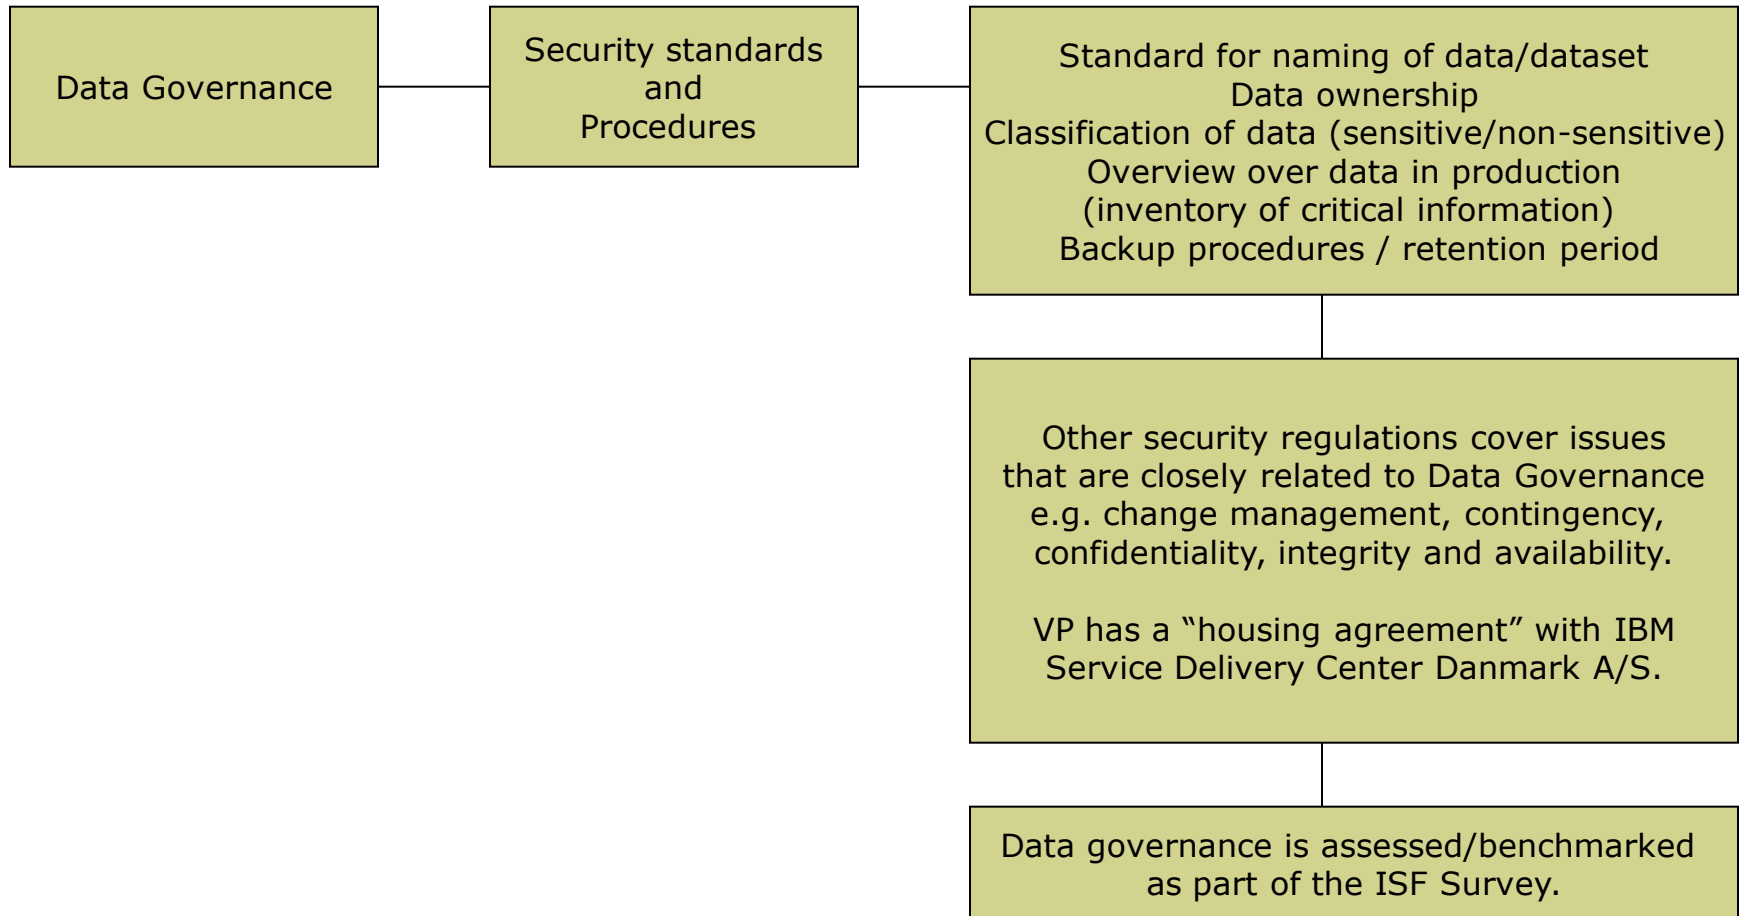 Data Governance
Security standards
and
Procedures
Standard for naming of data/dataset
Data ownership
Classification of data (sensitive/non-sensitive)
Overview over data in production
(inventory of critical information)
Backup procedures / retention period
Other security regulations cover issues
that are closely related to Data Governance
e.g. change management, contingency,
confidentiality, integrity and availability.
VP has a “housing agreement” with IBM
Service Delivery Center Danmark A/S.
Data governance is assessed/benchmarked
as part of the ISF Survey.